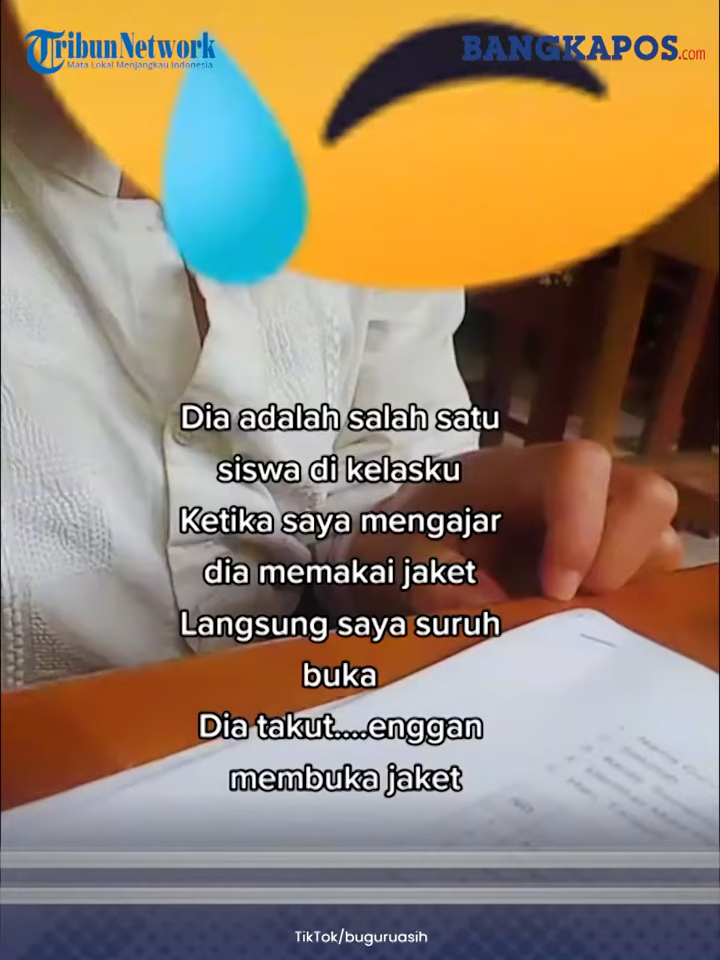 TribunNetwork
Mata Lokal Menjangkau Indonesia
BANGKAPOS.com
Dia adalah salah satu
siswa di kelasku
Ketika saya mengajar
dia memakai jaket
Langsung saya suruh
buka
Dia takut....enggan
membuka jaket
TikTok/buguruasih